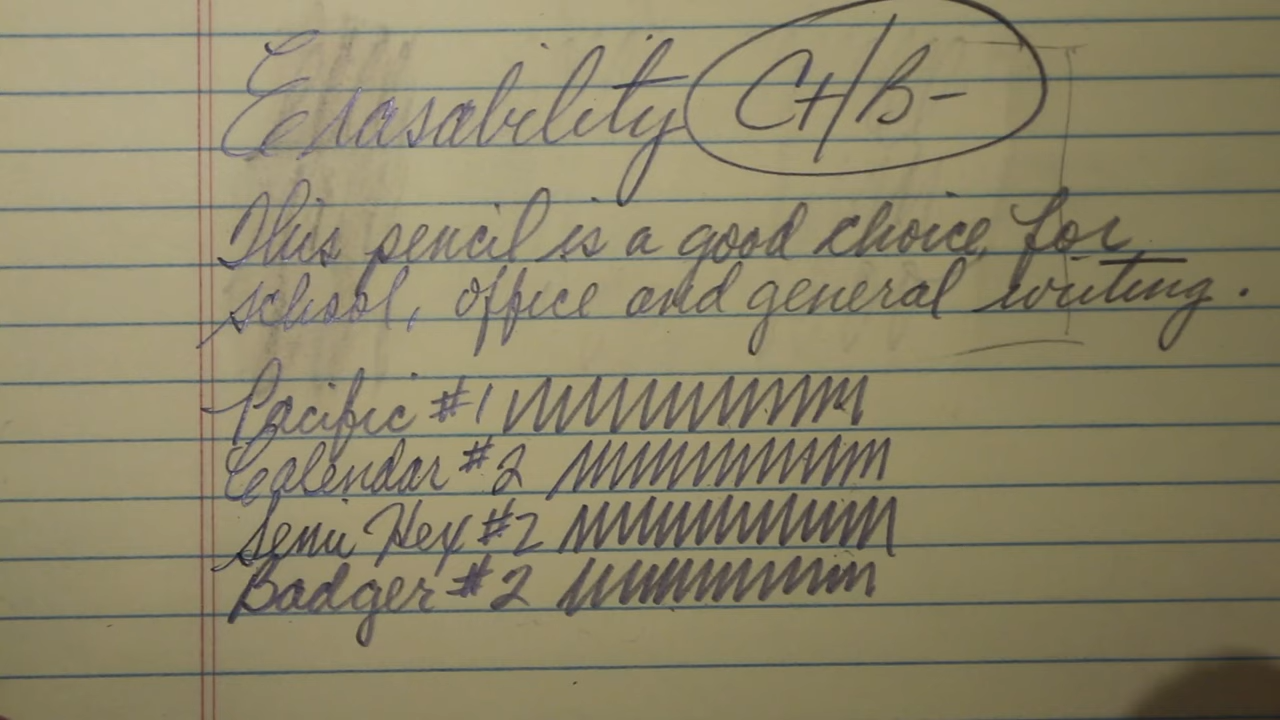 Erasability C+/B-
This pencil is a good choice for
school, office and general writing.
Pacific #1
Calendar #2
Semi Hex #2
Badger #2